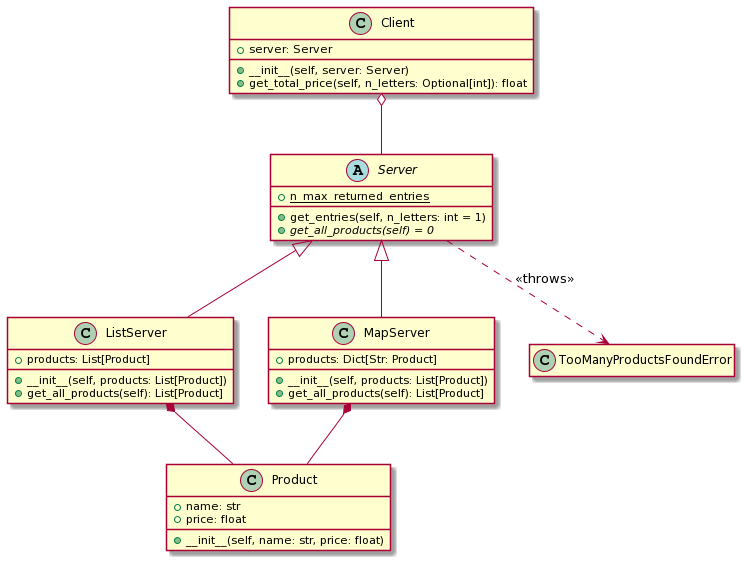 C Client
server: Server
__init__(self, server: Server)
get_total_price(self, n_letters: Optional[int]): float
A Server
n_max_returned_entries
get_entries(self, n_letters: int = 1)
get_all_products(self) = 0
«throws»
C ListServer
products: List[Product]
__init__(self, products: List[Product])
get_all_products(self): List[Product]
C MapServer
products: Dict[Str: Product]
__init__(self, products: List[Product])
get_all_products(self): List[Product]
C TooManyProductsFoundError
C Product
name: str
price: float
__init__(self, name: str, price: float)